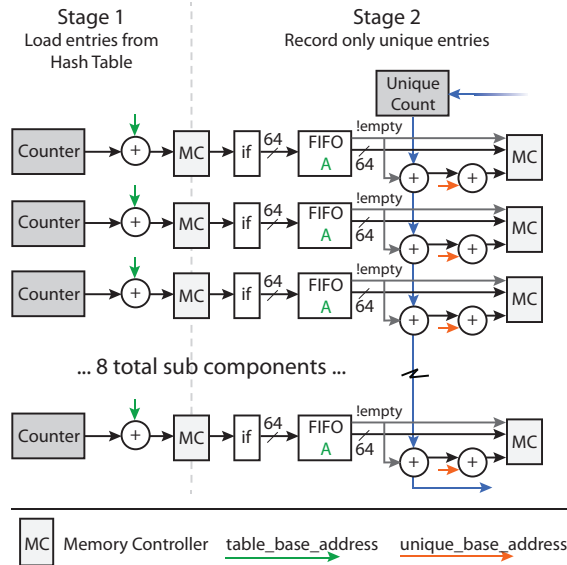 Stage 1
Load entries from
Hash Table
Stage 2
Record only unique entries
Unique
Count
Counter
+
MC
if
64
FIFO
A
!empty
64
+
+
MC
Counter
+
MC
if
64
FIFO
A
!empty
64
+
+
MC
Counter
+
MC
if
64
FIFO
A
!empty
64
+
+
MC
... 8 total sub components ...
Counter
+
MC
if
64
FIFO
A
!empty
64
+
+
MC
MC
Memory Controller
table_base_address
unique_base_address